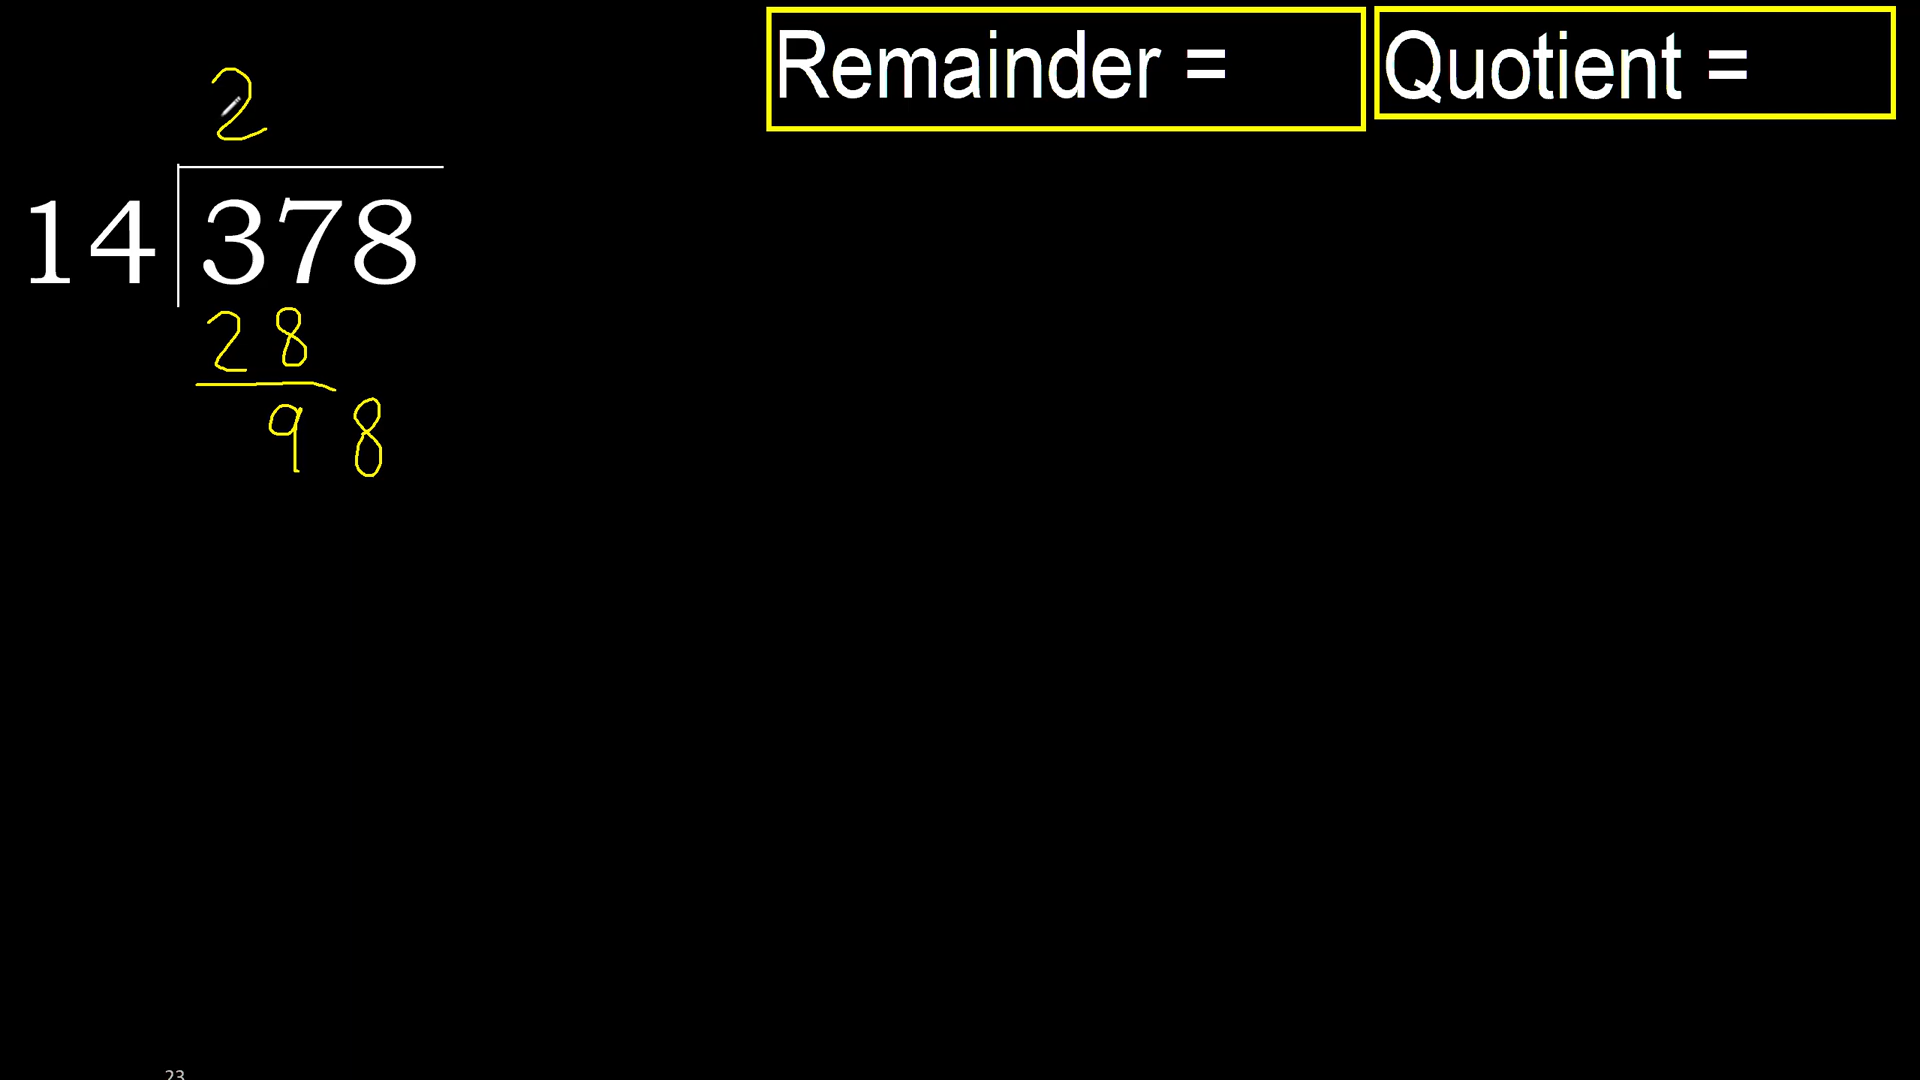 Remainder =
Quotient =
2
14 378
28
98
23